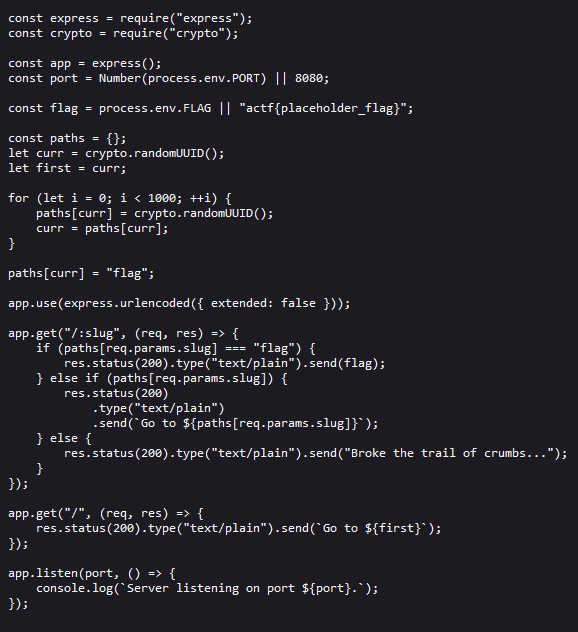 const express = require("express");
const crypto = require("crypto");

const app = express();
const port = Number(process.env.PORT) || 8080;

const flag = process.env.FLAG || "actf{placeholder_flag}";

const paths = {};
let curr = crypto.randomUUID();
let first = curr;

for (let i = 0; i < 1000; ++i) {
    paths[curr] = crypto.randomUUID();
    curr = paths[curr];
}

paths[curr] = "flag";

app.use(express.urlencoded({ extended: false }));

app.get("/:slug", (req, res) => {
    if (paths[req.params.slug] === "flag") {
        res.status(200).type("text/plain").send(flag);
    } else if (paths[req.params.slug]) {
        res.status(200)
            .type("text/plain")
            .send(`Go to ${paths[req.params.slug]}`);
    } else {
        res.status(200).type("text/plain").send("Broke the trail of crumbs...");
    }
});

app.get("/", (req, res) => {
    res.status(200).type("text/plain").send(`Go to ${first}`);
});

app.listen(port, () => {
    console.log(`Server listening on port ${port}.`);
});